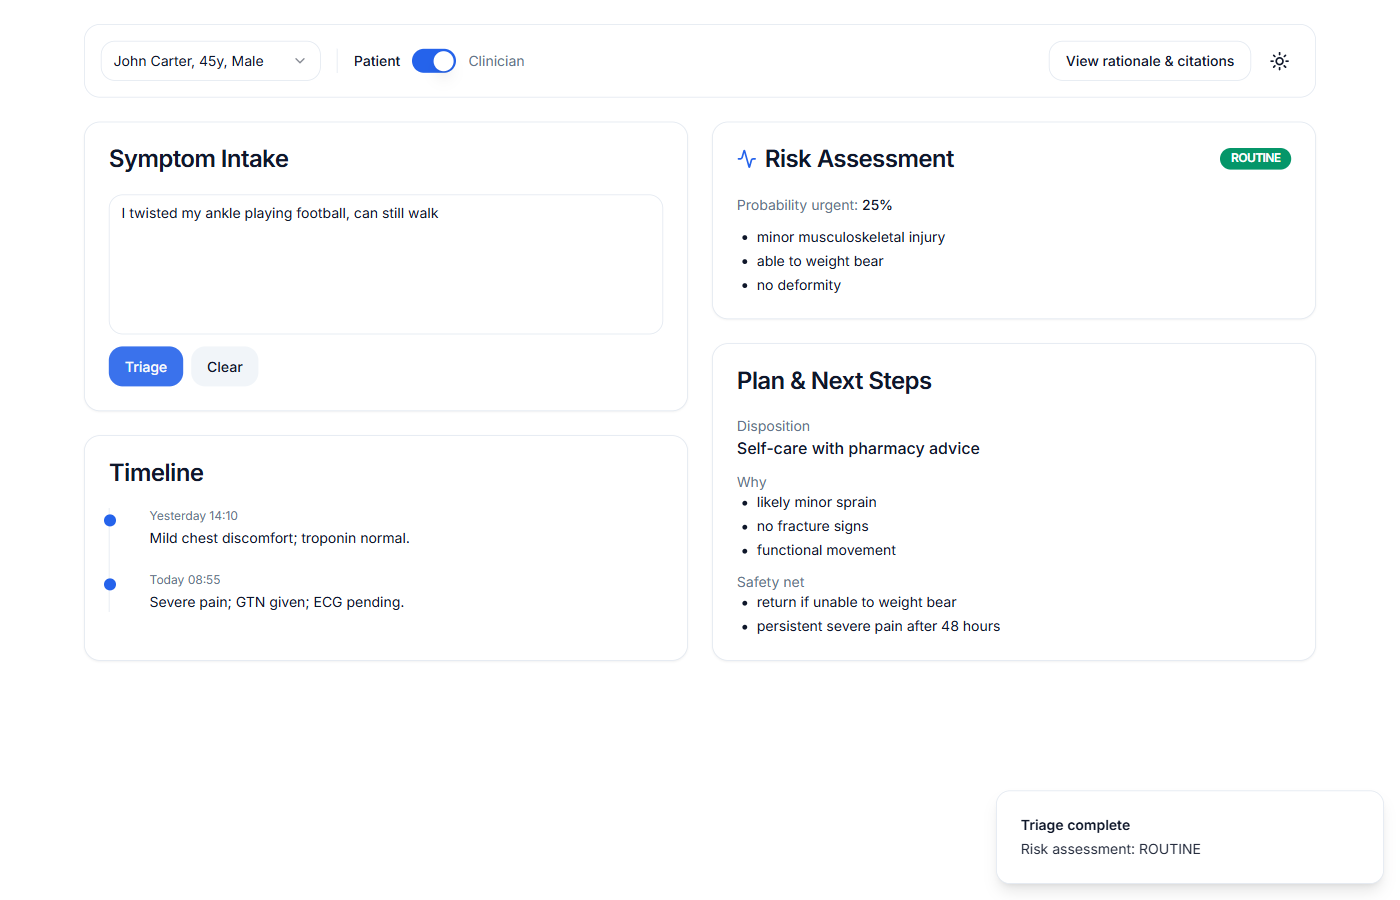 John Carter, 45y, Male
Patient
Clinician
View rationale & citations
Symptom Intake
I twisted my ankle playing football, can still walk
Triage
Clear
Timeline
Yesterday 14:10
Mild chest discomfort; troponin normal.
Today 08:55
Severe pain; GTN given; ECG pending.
Risk Assessment
ROUTINE
Probability urgent: 25%
minor musculoskeletal injury
able to weight bear
no deformity
Plan & Next Steps
Disposition
Self-care with pharmacy advice
Why
likely minor sprain
no fracture signs
functional movement
Safety net
return if unable to weight bear
persistent severe pain after 48 hours
Triage complete
Risk assessment: ROUTINE